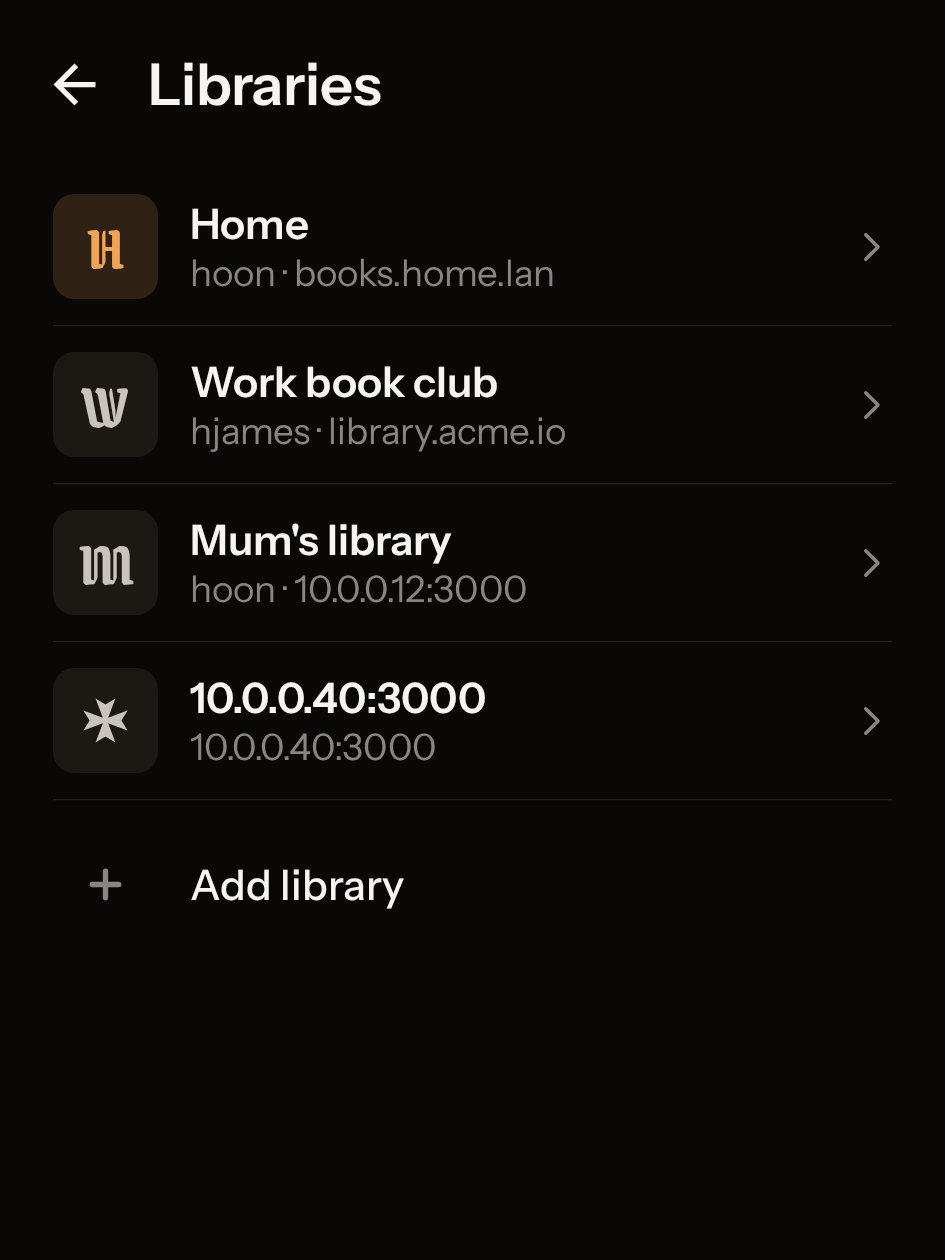 Libraries
H
Home
hoon · books.home.lan
W
Work book club
hjames · library.acme.io
M
Mum's library
hoon · 10.0.0.12:3000
10.0.0.40:3000
10.0.0.40:3000
Add library